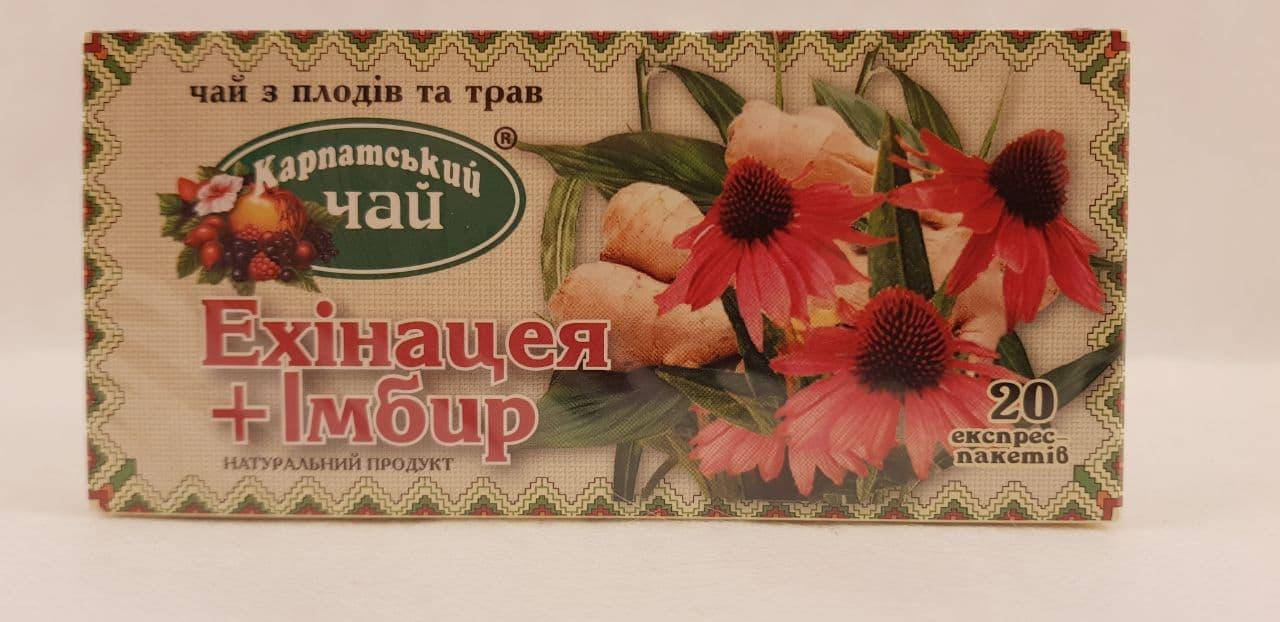 чай з плодів та трав
®
Карпатський
чай
Ехінацея
+Імбир
НАТУРАЛЬНИЙ ПРОДУКТ
20
експрес-
пакетів